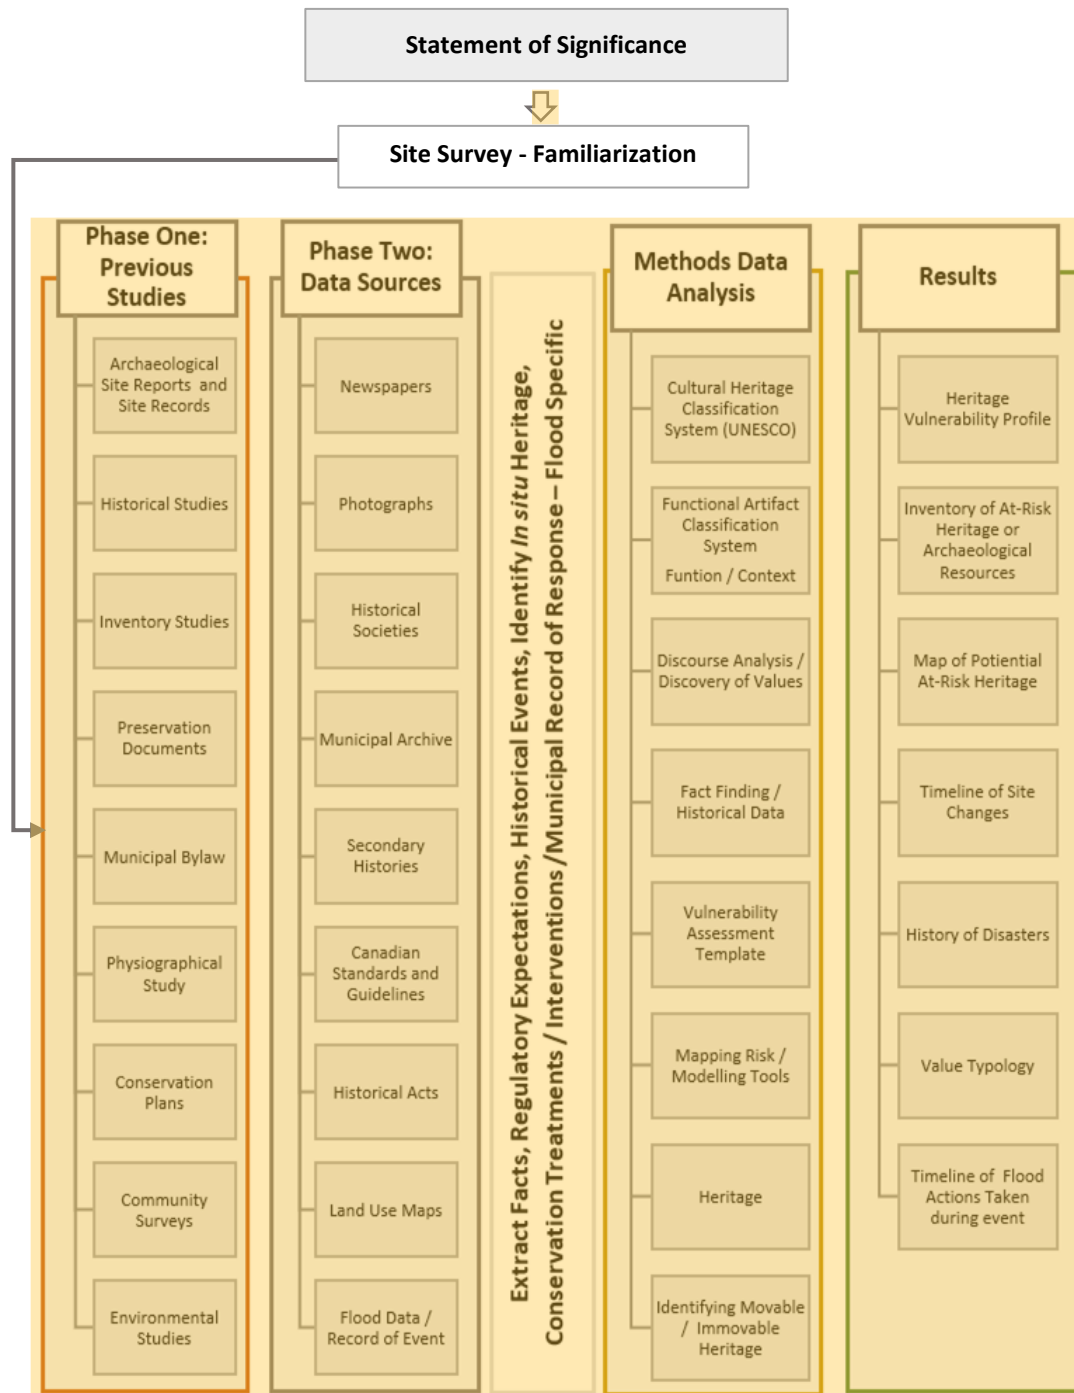 Statement of Significance
Site Survey - Familiarization
Phase One:
Previous
Studies
Archaeological
Site Reports and
Site Records
Historical Studies
Inventory Studies
Preservation
Documents
Municipal Bylaw
Physiographical
Study
Conservation
Plans
Community
Surveys
Environmental
Studies
Phase Two:
Data Sources
Newspapers
Photographs
Historical
Societies
Municipal Archive
Secondary
Histories
Canadian
Standards and
Guidelines
Historical Acts
Land Use Maps
Flood Data /
Record of Event
Extract Facts, Regulatory Expectations, Historical Events, Identify In situ Heritage,
Conservation Treatments / Interventions /Municipal Record of Response – Flood Specific
Methods Data
Analysis
Cultural Heritage
Classification
System (UNESCO)
Functional Artifact
Classification
System
Funtion / Context
Discourse Analysis /
Discovery of Values
Fact Finding /
Historical Data
Vulnerability
Assessment
Template
Mapping Risk /
Modelling Tools
Heritage
Identifying Movable
/ Immovable
Heritage
Results
Heritage
Vulnerability Profile
Inventory of At-Risk
Heritage or
Archaeological
Resources
Map of Potiential
At-Risk Heritage
Timeline of Site
Changes
History of Disasters
Value Typology
Timeline of Flood
Actions Taken
during event